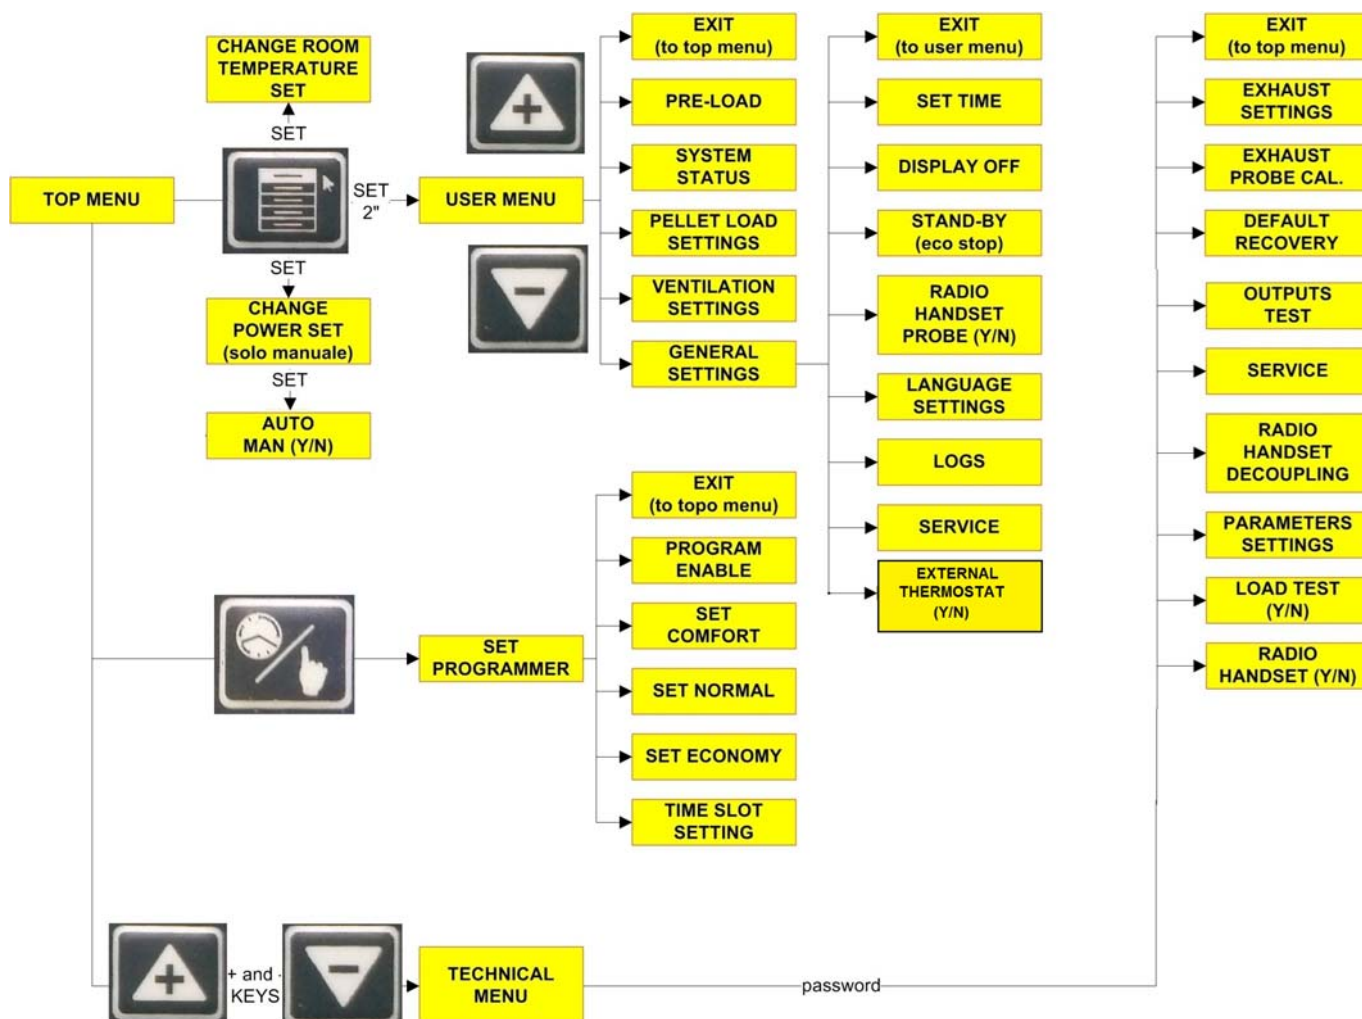 CHANGE ROOM
TEMPERATURE
SET
SET
TOP MENU
SET
2"
USER MENU
SET
CHANGE
POWER SET
(solo manuale)
SET
AUTO
MAN (Y/N)
+
-
EXIT
(to top menu)
PRE-LOAD
SYSTEM
STATUS
PELLET LOAD
SETTINGS
VENTILATION
SETTINGS
GENERAL
SETTINGS
EXIT
(to user menu)
SET TIME
DISPLAY OFF
STAND-BY
(eco stop)
RADIO
HANDSET
PROBE (Y/N)
LANGUAGE
SETTINGS
LOGS
SERVICE
EXTERNAL
THERMOSTAT
(Y/N)
SET
PROGRAMMER
EXIT
(to topo menu)
PROGRAM
ENABLE
SET
COMFORT
SET NORMAL
SET ECONOMY
TIME SLOT
SETTING
+
+ and -
KEYS
-
TECHNICAL
MENU
password
EXIT
(to top menu)
EXHAUST
SETTINGS
EXHAUST
PROBE CAL.
DEFAULT
RECOVERY
OUTPUTS
TEST
SERVICE
RADIO
HANDSET
DECOUPLING
PARAMETERS
SETTINGS
LOAD TEST
(Y/N)
RADIO
HANDSET (Y/N)